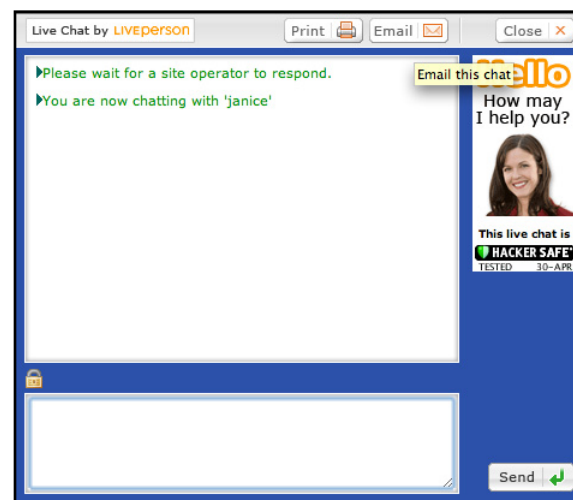 Live Chat by LIVEPERSON
Print
Email
Close
Please wait for a site operator to respond.
You are now chatting with 'janice'
Email this chat
Hello
How may
I help you?
This live chat is
HACKER SAFE
TESTED 30-APR
Send